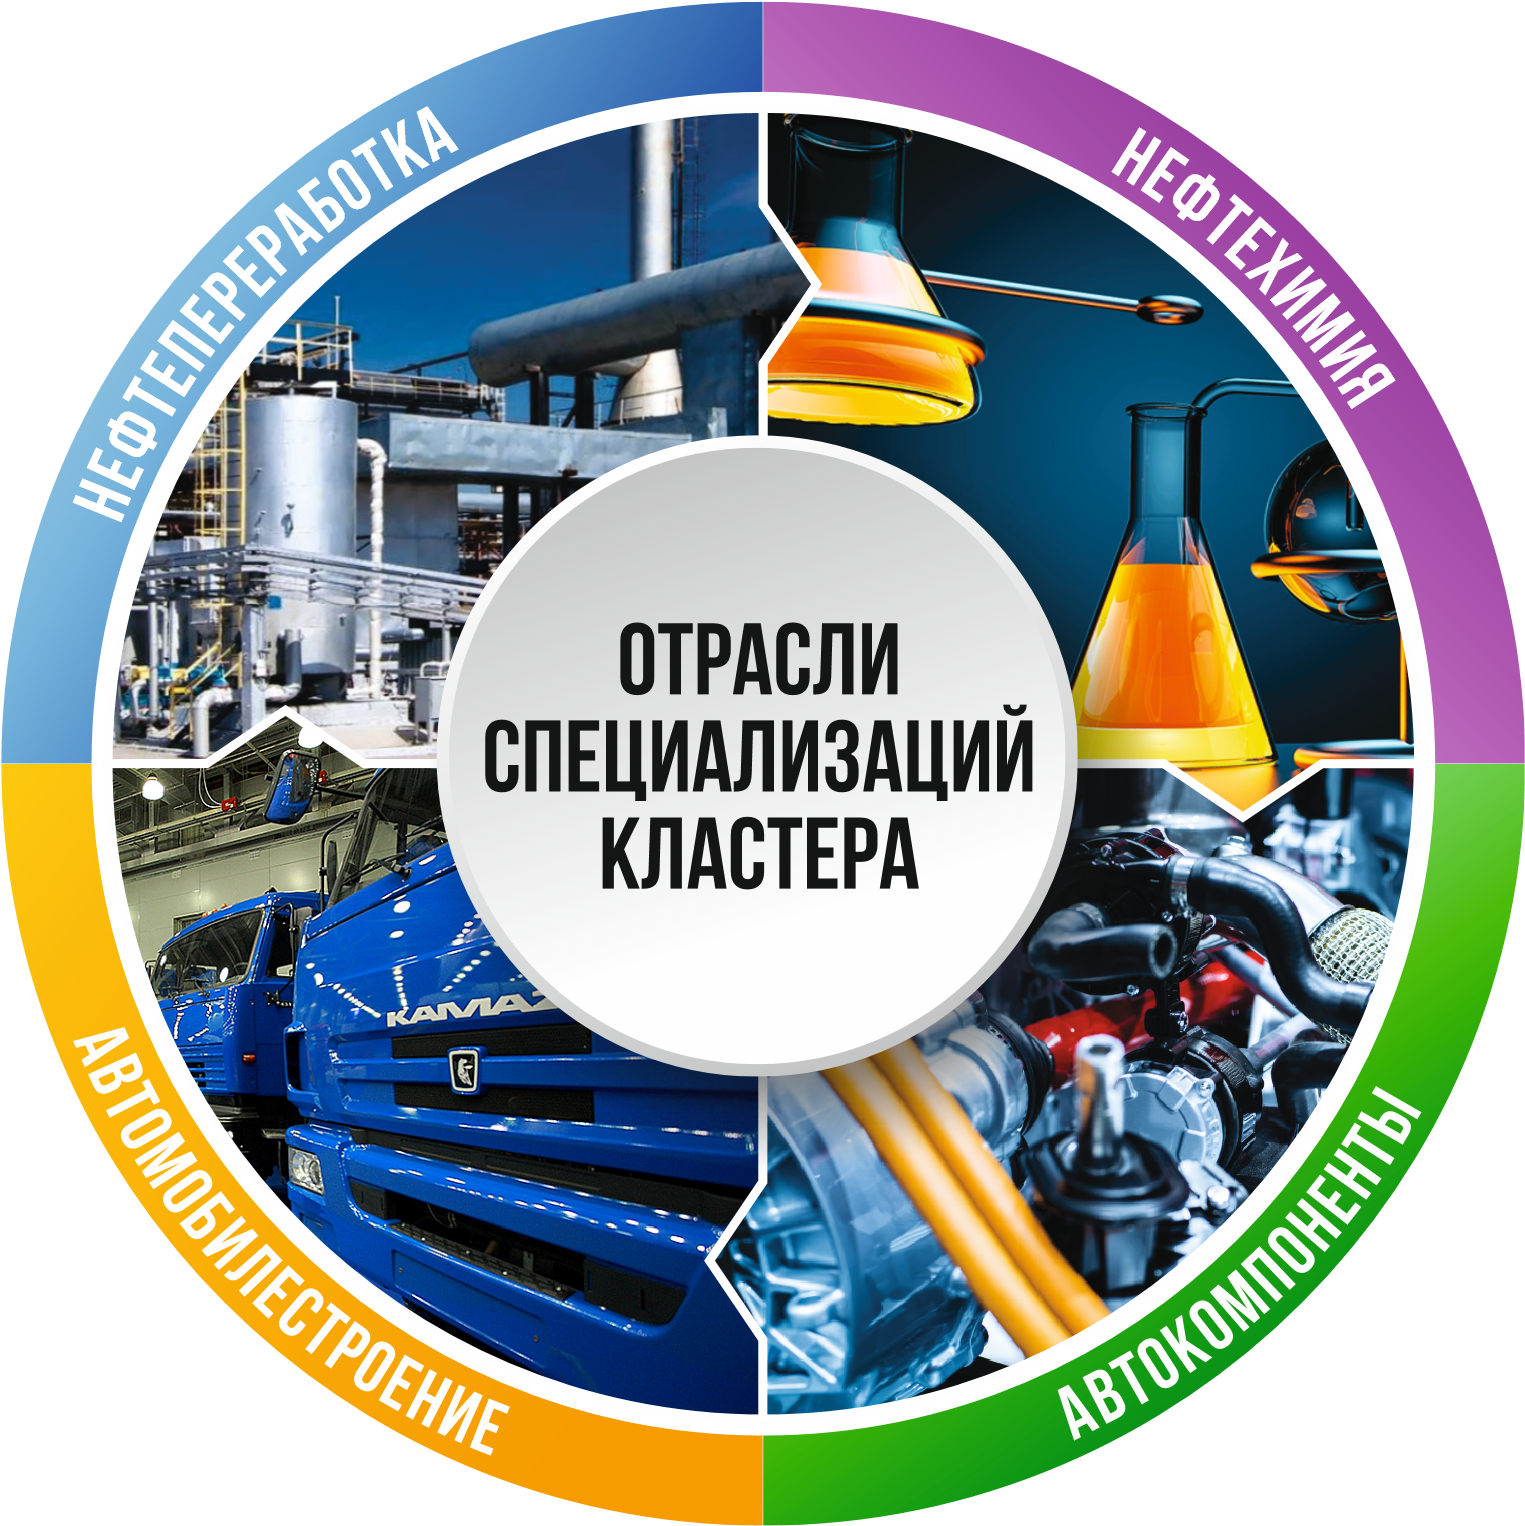 НЕФТЕПЕРЕРАБОТКА
НЕФТЕХИМИЯ
ОТРАСЛИ
СПЕЦИАЛИЗАЦИЙ
КЛАСТЕРА
KAMAZ
АВТОМОБИЛЕСТРОЕНИЕ
АВТОКОМПОНЕНТЫ